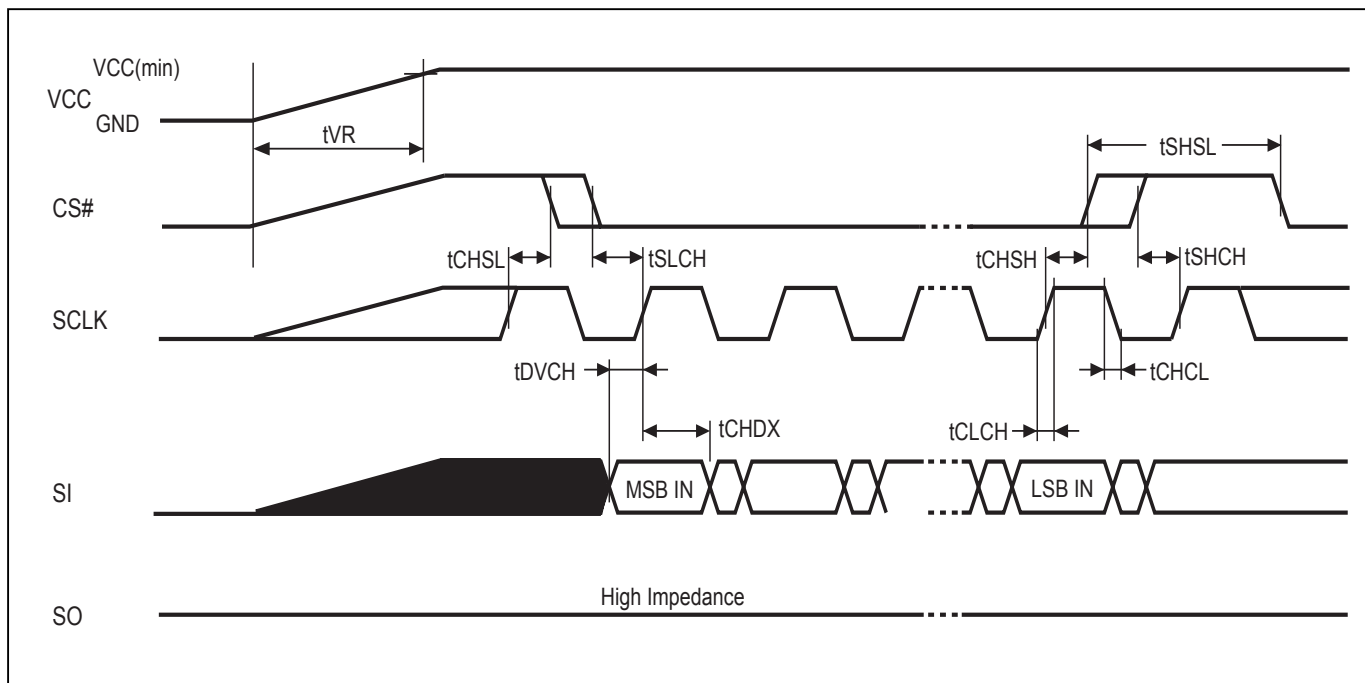 VCC(min)
VCC
GND
tVR
tSHSL
CS#
tCHSL
tSLCH
tCHSH
tSHCH
SCLK
tDVCH
tCHCL
tCHDX
tCLCH
SI
MSB IN
LSB IN
High Impedance
SO